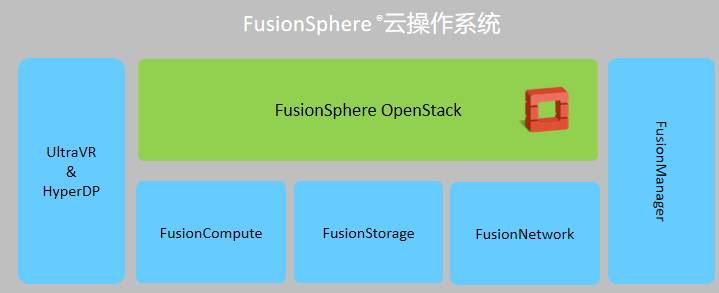 FusionSphere®云操作系统
FusionSphere OpenStack
UltraVR
&
HyperDP
FusionCompute
FusionStorage
FusionNetwork
FusionManager